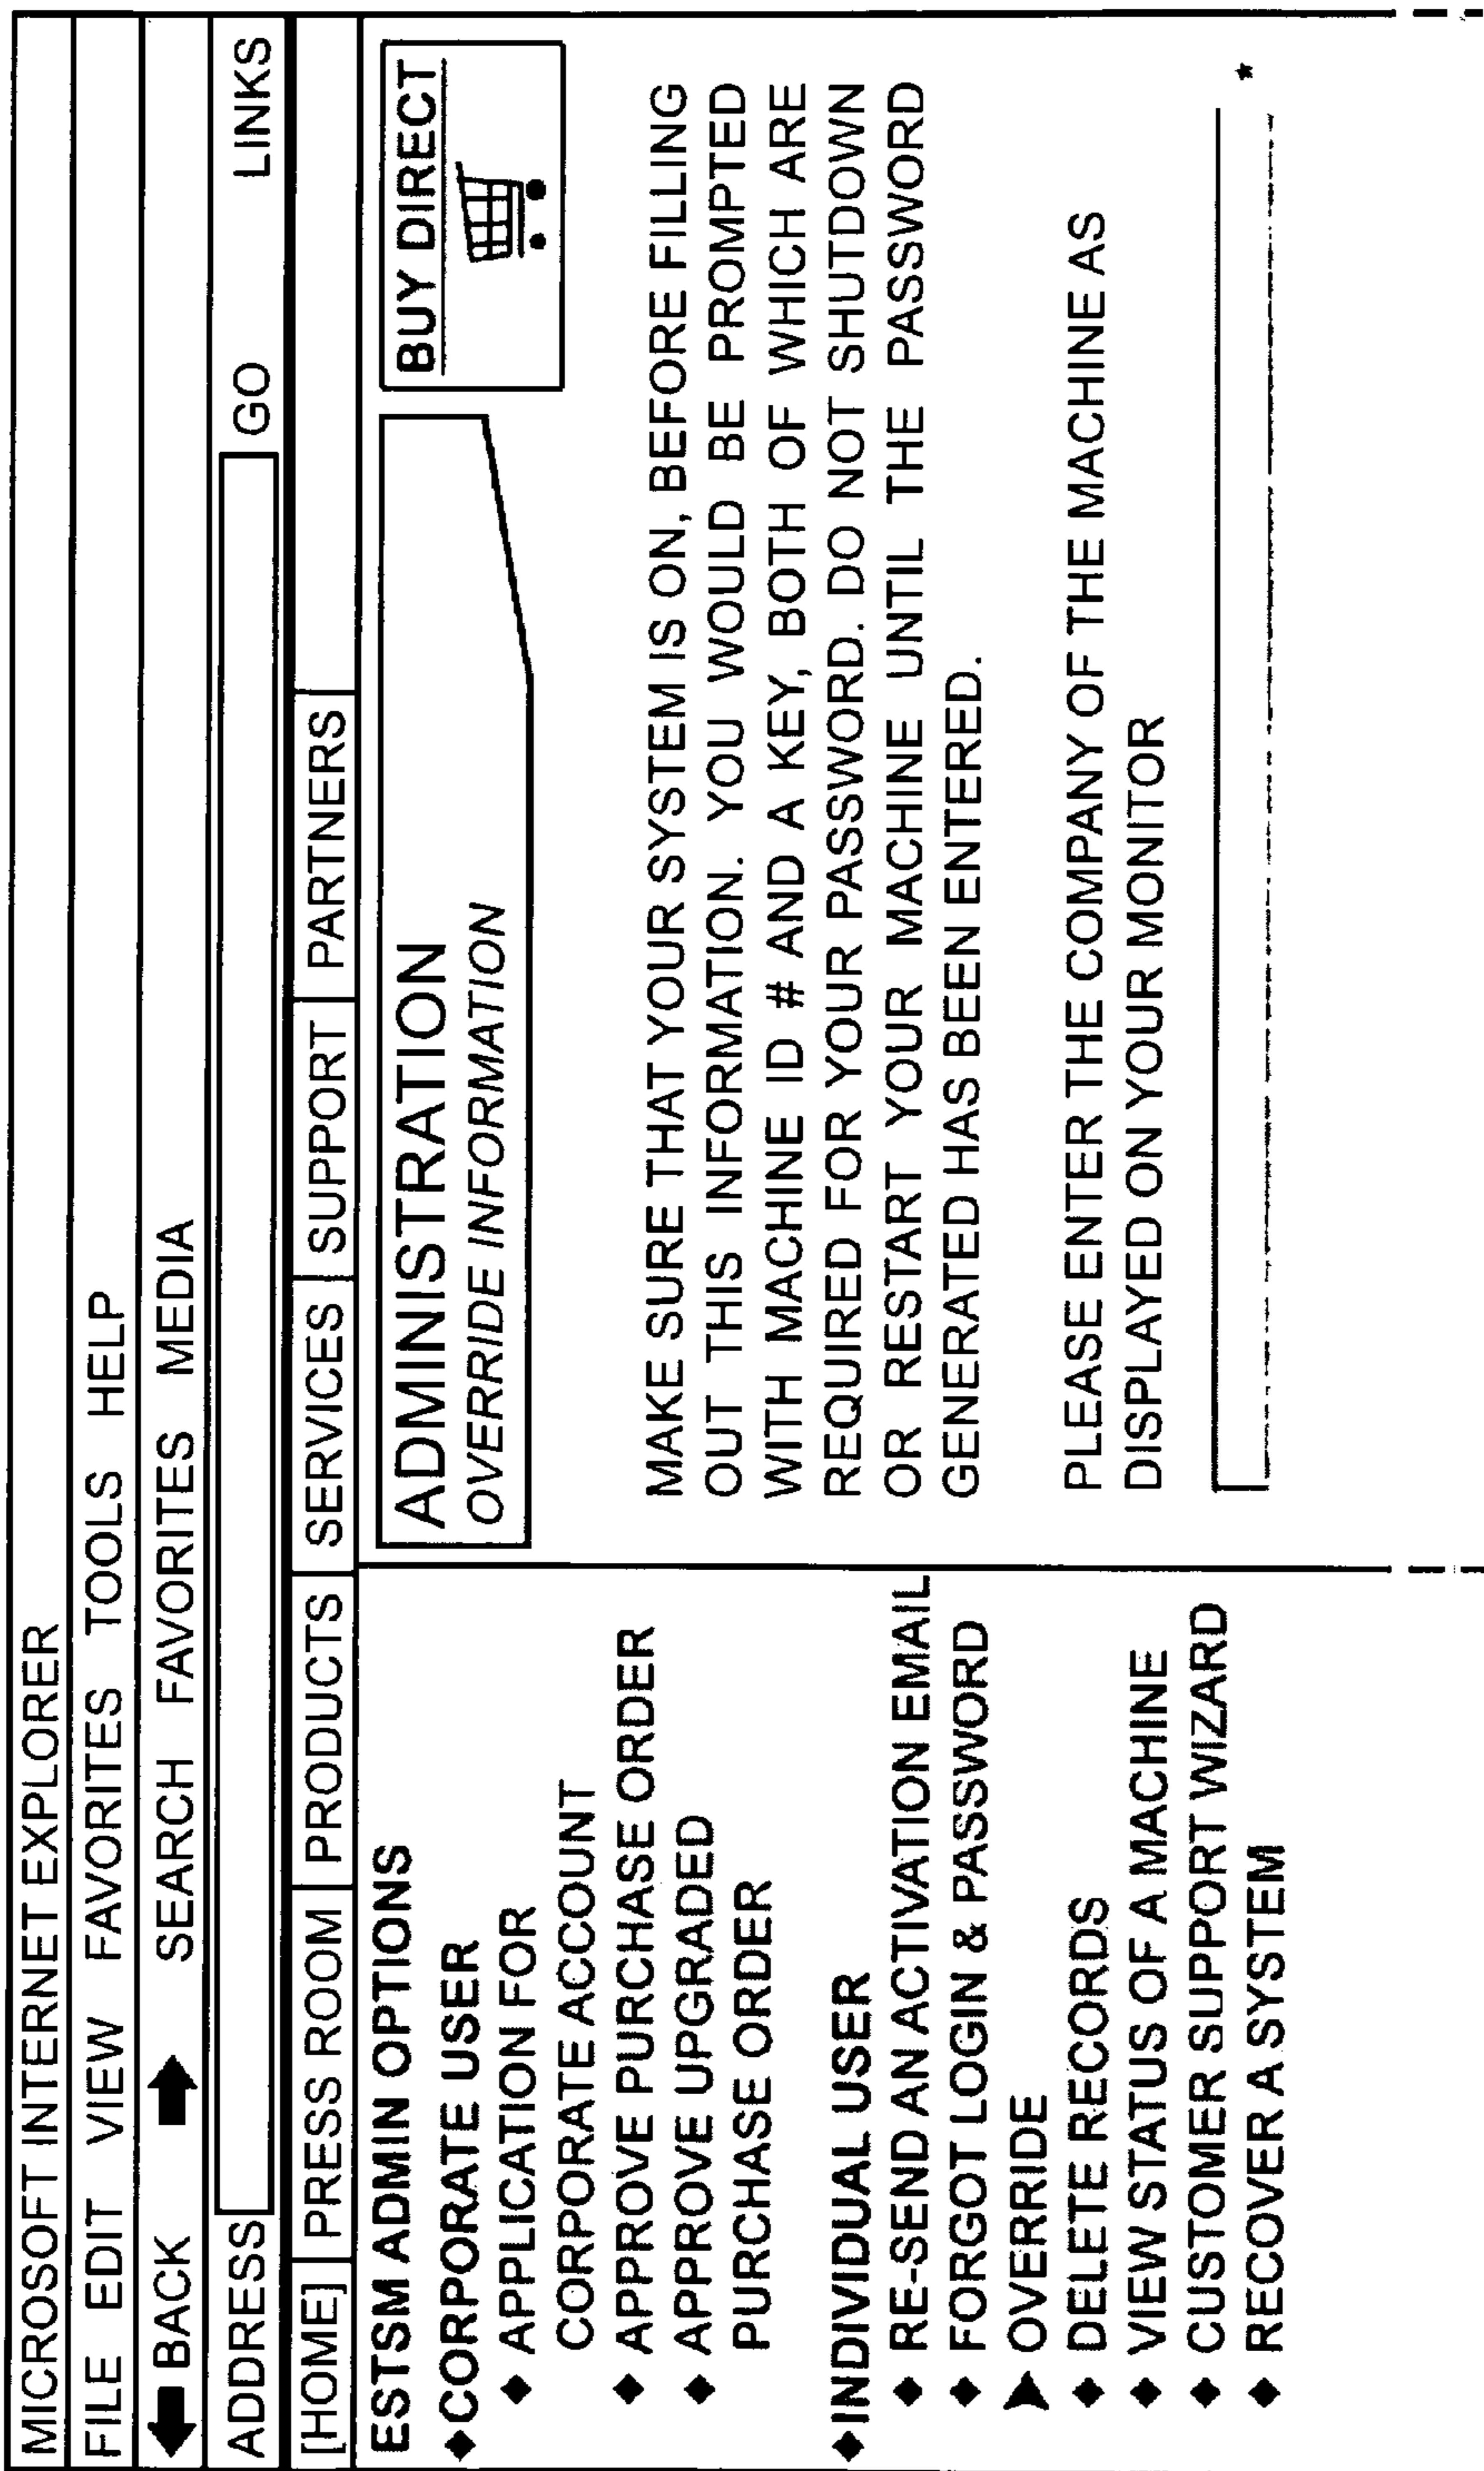 MICROSOFT INTERNET EXPLORER
FILE EDIT VIEW FAVORITES TOOLS HELP
BACK SEARCH FAVORITES MEDIA
ADDRESS GO LINKS
[HOME] PRESS ROOM PRODUCTS SERVICES SUPPORT PARTNERS
ESTSM ADMIN OPTIONS
◆CORPORATE USER
◆ APPLICATION FOR
CORPORATE ACCOUNT
◆ APPROVE PURCHASE ORDER
◆ APPROVE UPGRADED
PURCHASE ORDER
◆INDIVIDUAL USER
◆ RE-SEND AN ACTIVATION EMAIL
◆ FORGOT LOGIN & PASSWORD
➤ OVERRIDE
◆ DELETE RECORDS
◆ VIEW STATUS OF A MACHINE
◆ CUSTOMER SUPPORT WIZARD
◆ RECOVER A SYSTEM
ADMINISTRATION
OVERRIDE INFORMATION
BUY DIRECT
MAKE SURE THAT YOUR SYSTEM IS ON, BEFORE FILLING
OUT THIS INFORMATION. YOU WOULD BE PROMPTED
WITH MACHINE ID # AND A KEY, BOTH OF WHICH ARE
REQUIRED FOR YOUR PASSWORD. DO NOT SHUTDOWN
OR RESTART YOUR MACHINE UNTIL THE PASSWORD
GENERATED HAS BEEN ENTERED.
PLEASE ENTER THE COMPANY OF THE MACHINE AS
DISPLAYED ON YOUR MONITOR
*